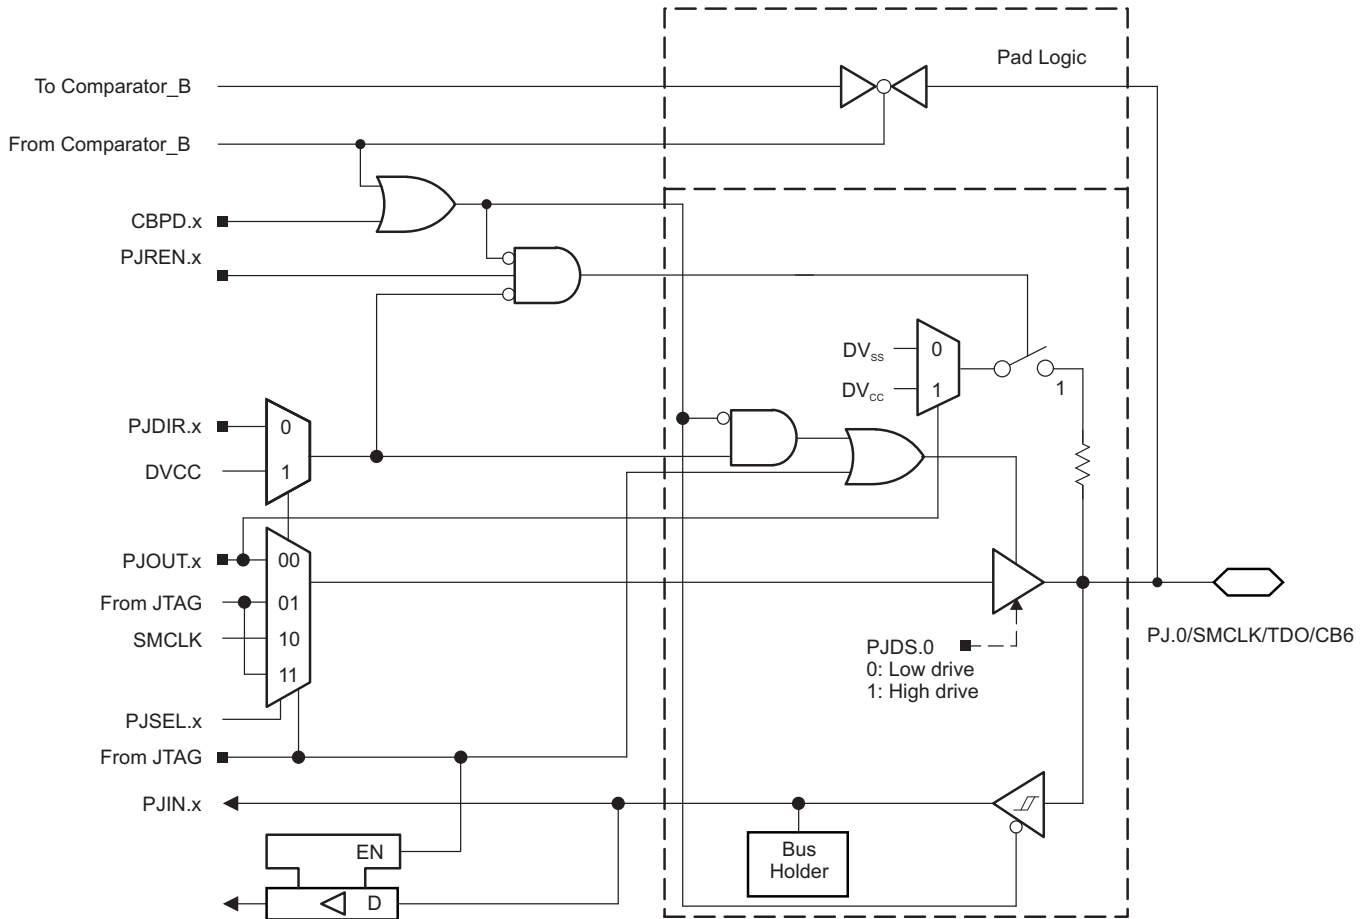 Pad Logic
To Comparator_B
From Comparator_B
CBPD.x
PJREN.x
DVSS
0
DVCC
1
1
PJDIR.x
0
DVCC
1
PJOUT.x
00
From JTAG
01
SMCLK
10
11
PJDS.0
0: Low drive
1: High drive
PJ.0/SMCLK/TDO/CB6
PJSEL.x
From JTAG
PJIN.x
Bus
Holder
EN
D